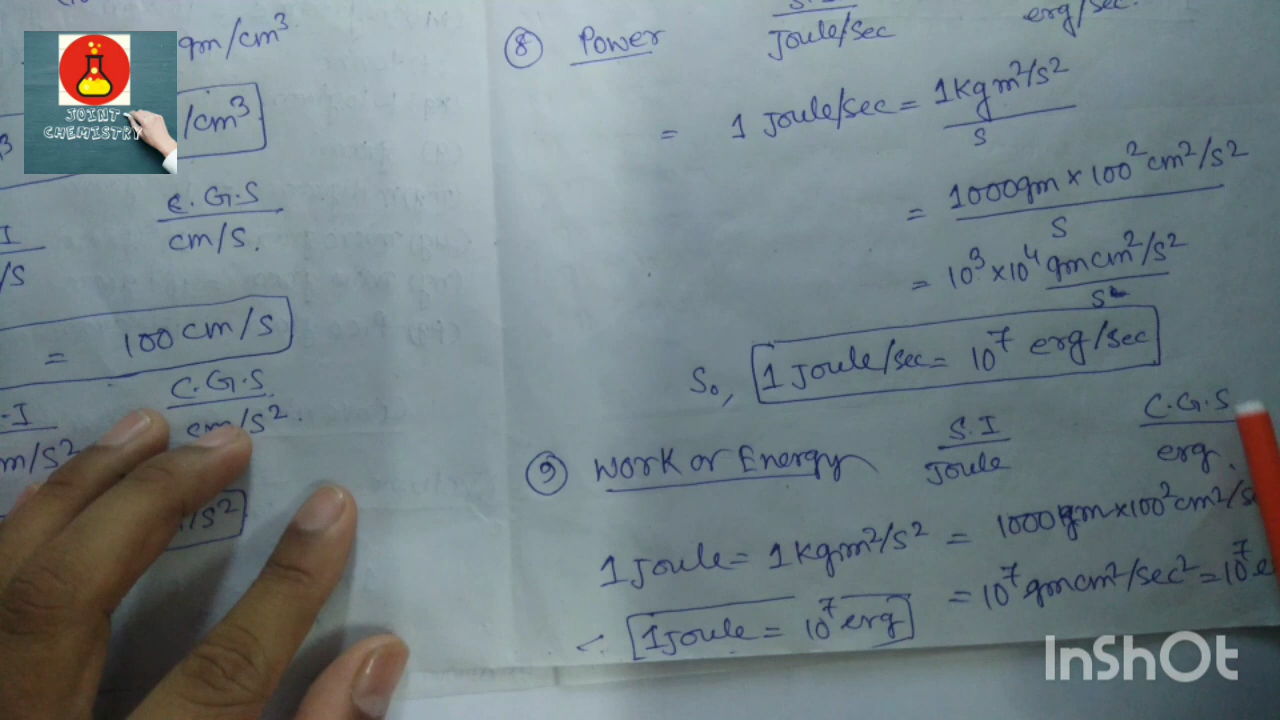 gm/cm³
JOINT
CHEMISTRY
/cm³
C.G.S
cm/s.
/s
= 100 cm/s
C.G.S
cm/s².
m/s²
/s²
⑧ Power
Joule/sec erg/sec.
= 1 Joule/sec = 1kgm²/s² / s
= 1000gm × 100² cm²/s² / s
= 10³ × 10⁴ gmcm²/s² / s
So, 1 Joule/sec = 10⁷ erg/sec
⑨ Work or Energy S.I C.G.S
Joule erg.
1 Joule = 1kgm²/s² = 1000gm × 100² cm²/
1 Joule = 10⁷ erg = 10⁷ gmcm²/sec² = 10⁷
InShOt